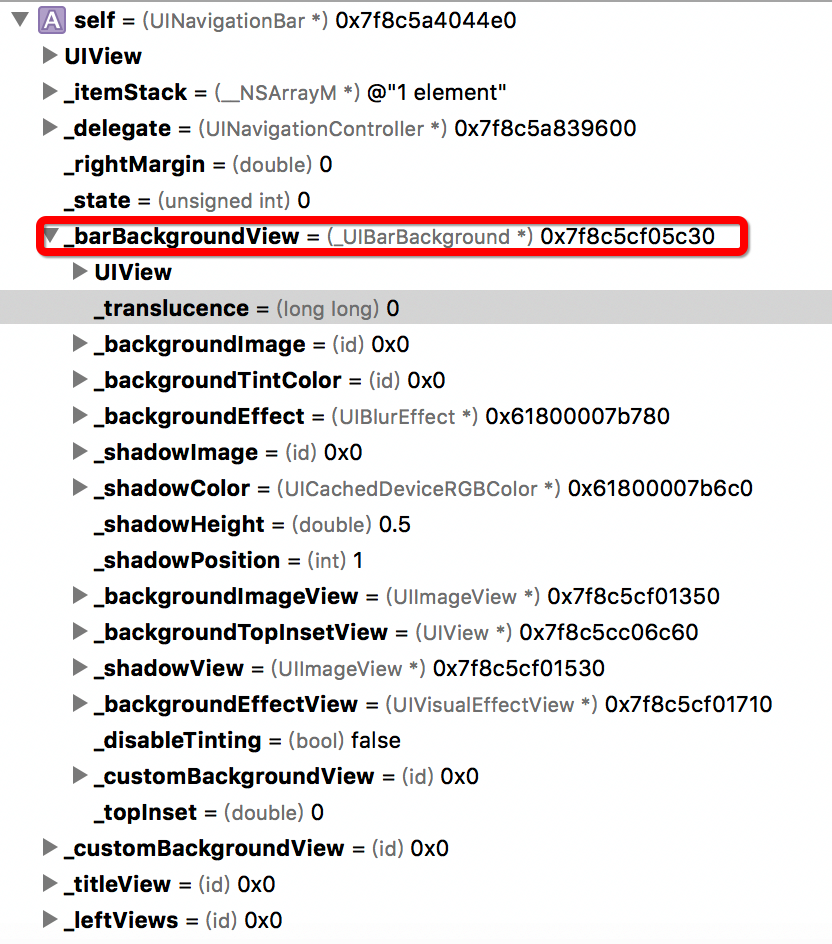 A self = (UINavigationBar *) 0x7f8c5a4044e0
UIView
_itemStack = (__NSArrayM *) @"1 element"
_delegate = (UINavigationController *) 0x7f8c5a839600
_rightMargin = (double) 0
_state = (unsigned int) 0
_barBackgroundView = (_UIBarBackground *) 0x7f8c5cf05c30
UIView
_translucence = (long long) 0
_backgroundImage = (id) 0x0
_backgroundTintColor = (id) 0x0
_backgroundEffect = (UIBlurEffect *) 0x61800007b780
_shadowImage = (id) 0x0
_shadowColor = (UICachedDeviceRGBColor *) 0x61800007b6c0
_shadowHeight = (double) 0.5
_shadowPosition = (int) 1
_backgroundImageView = (UIImageView *) 0x7f8c5cf01350
_backgroundTopInsetView = (UIView *) 0x7f8c5cc06c60
_shadowView = (UIImageView *) 0x7f8c5cf01530
_backgroundEffectView = (UIVisualEffectView *) 0x7f8c5cf01710
_disableTinting = (bool) false
_customBackgroundView = (id) 0x0
_topInset = (double) 0
_customBackgroundView = (id) 0x0
_titleView = (id) 0x0
_leftViews = (id) 0x0